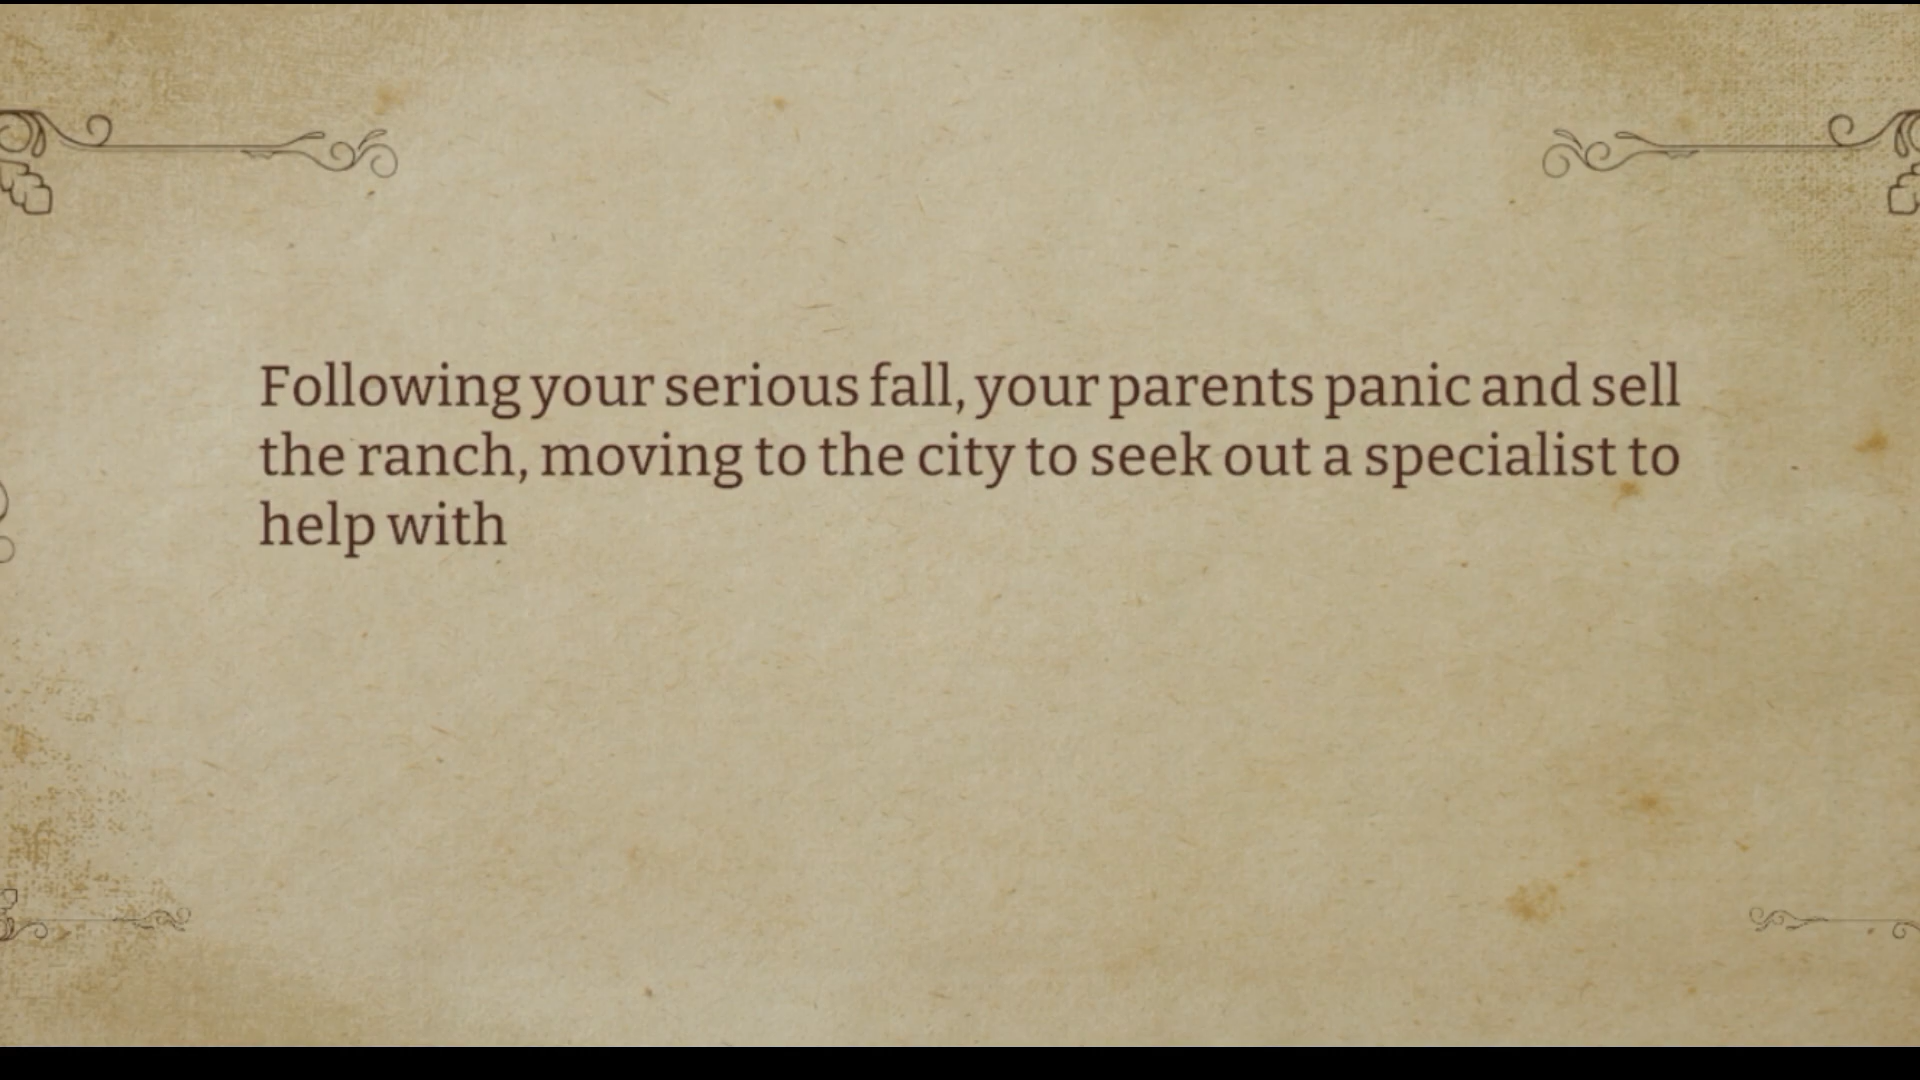 Following your serious fall, your parents panic and sell
the ranch, moving to the city to seek out a specialist to
help with